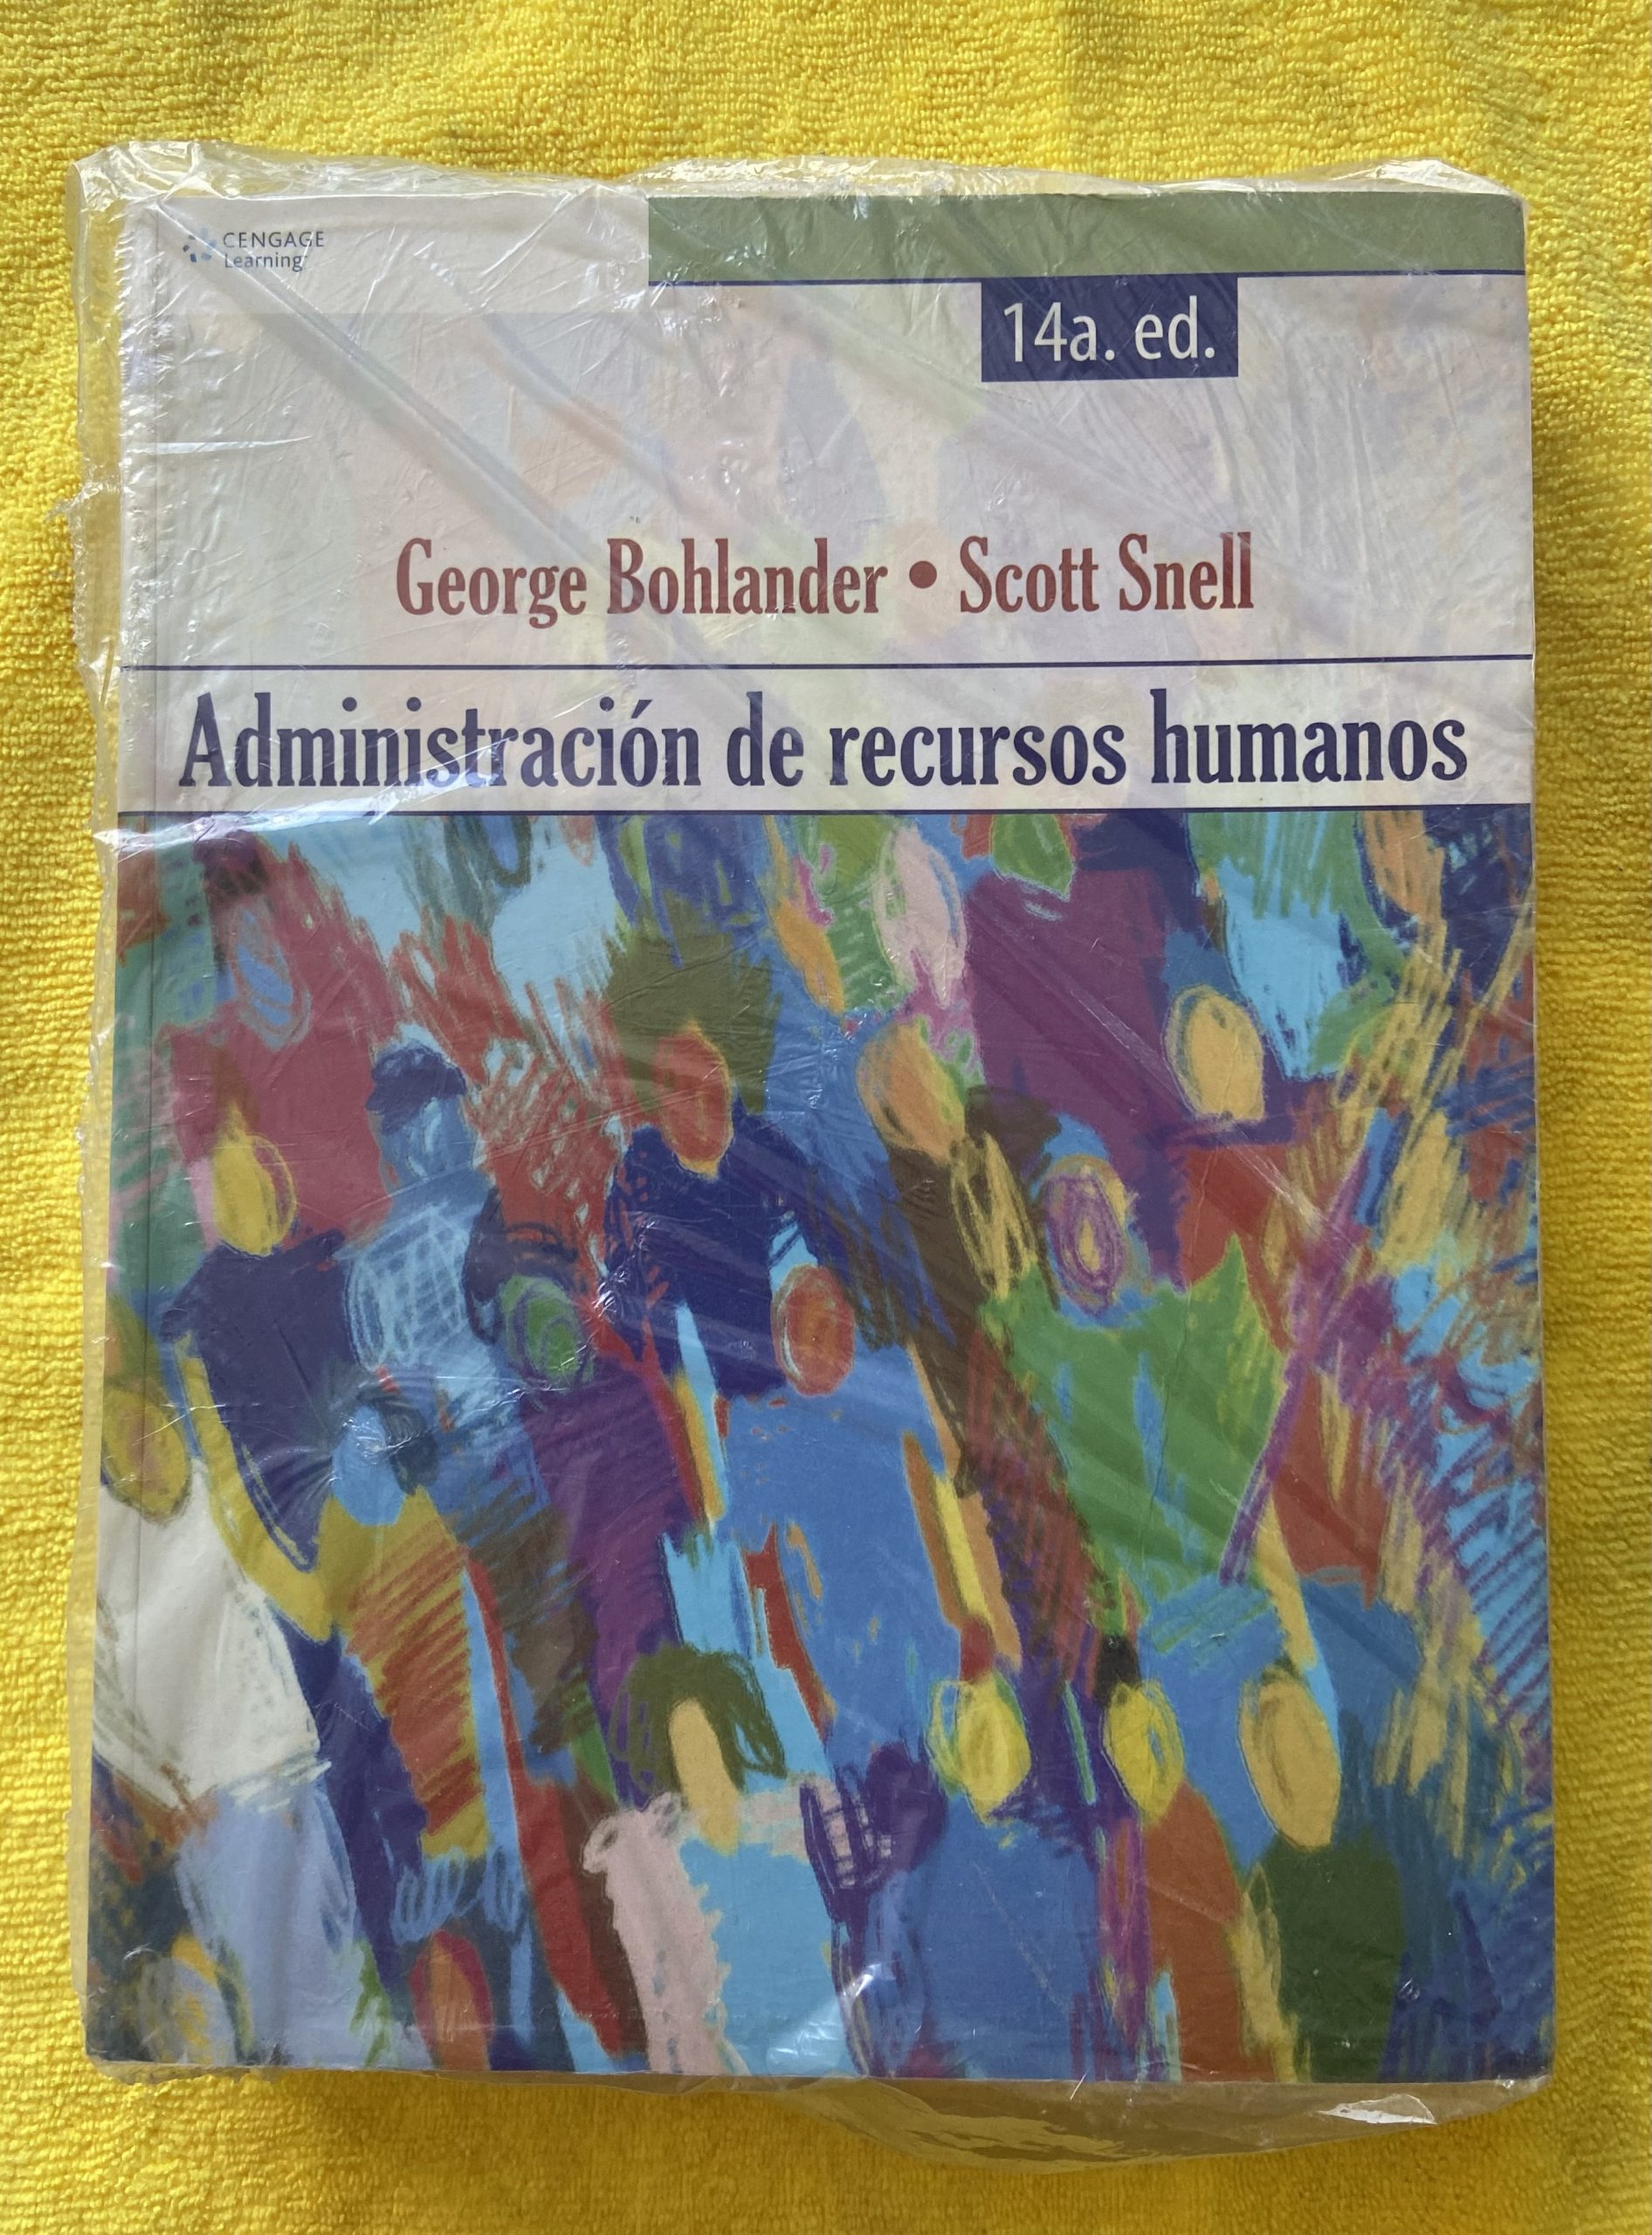 CENGAGE
Learning
14a. ed.
George Bohlander • Scott Snell
Administración de recursos humanos